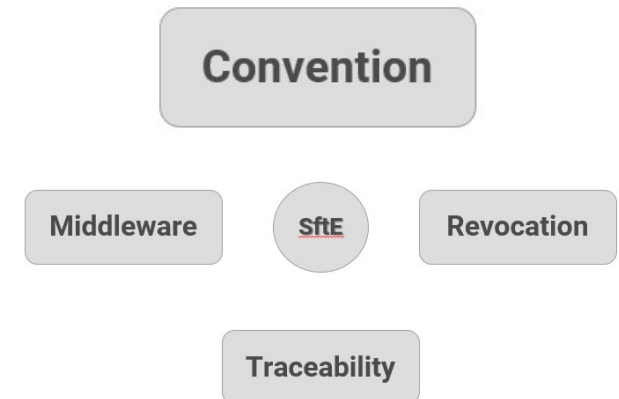 Convention
Middleware
SftE
Revocation
Traceability